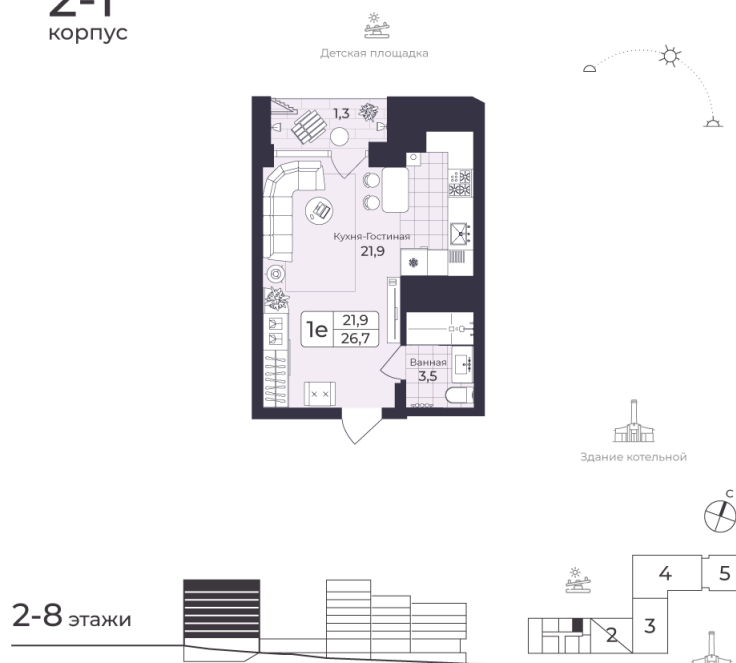 2-1
корпус
Детская площадка
1,3
Кухня-Гостиная
21,9
1е
21,9
26,7
Ванная
3,5
Здание котельной
С
2-8 этажи
4
5
3
2